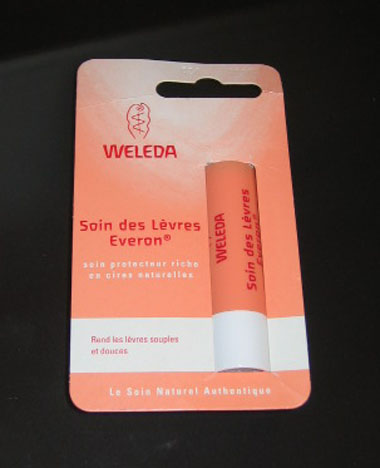 WELEDA
Soin des Lèvres
Everon®
soin protecteur riche
en cires naturelles
Rend les lèvres souples
et douces
Le Soin Naturel Authentique
WELEDA
Soin des Lèvres
Everon®